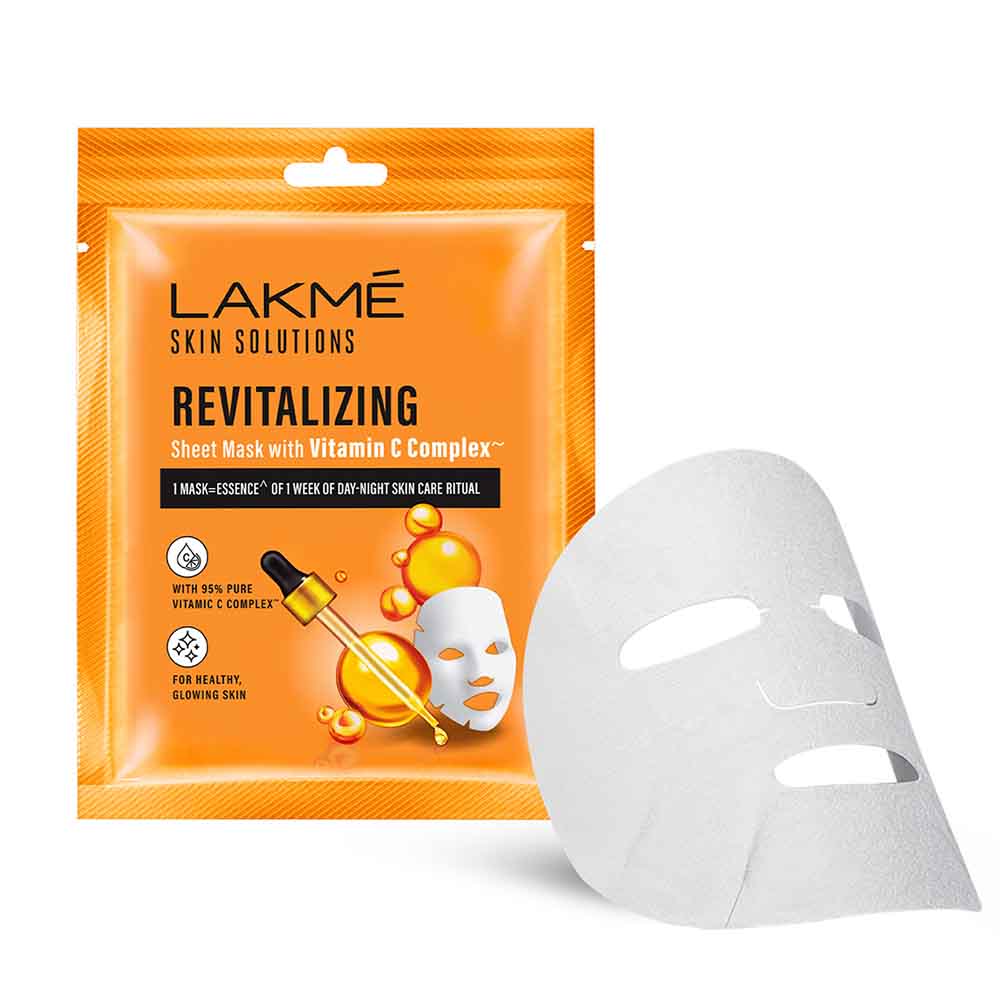 LAKMÉ
SKIN SOLUTIONS
REVITALIZING
Sheet Mask with Vitamin C Complex~
1 MASK=ESSENCE^ OF 1 WEEK OF DAY-NIGHT SKIN CARE RITUAL
C
WITH 95% PURE
VITAMIC C COMPLEX~
FOR HEALTHY,
GLOWING SKIN